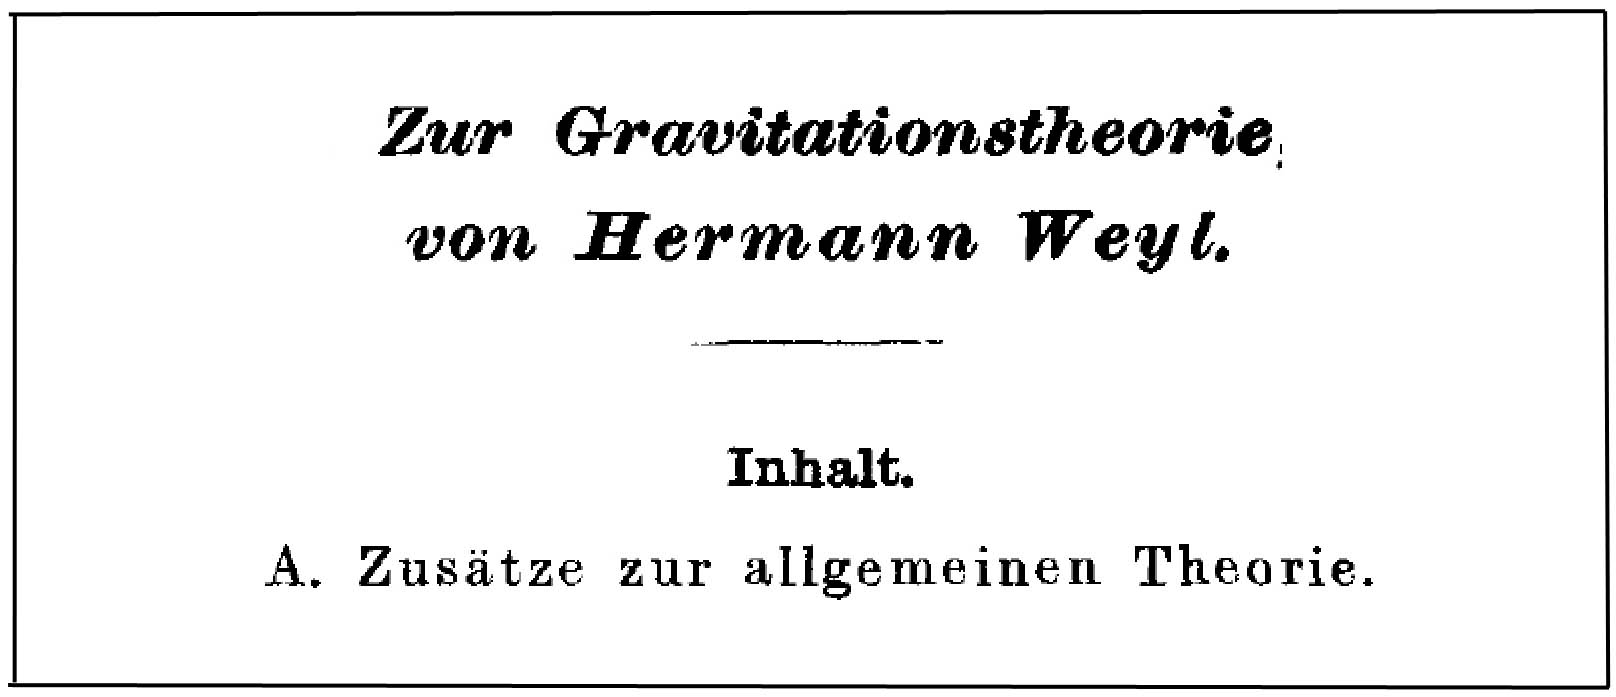 Zur Gravitationstheorie;
von Hermann Weyl.
Inhalt.
A. Zusätze zur allgemeinen Theorie.